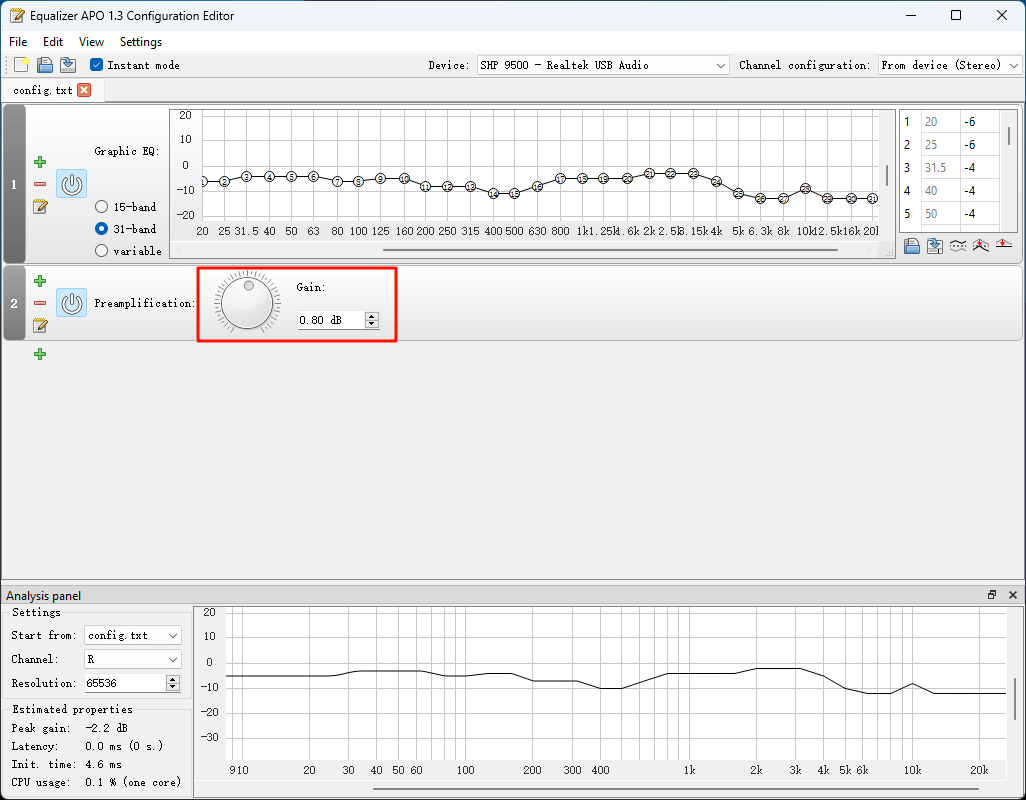 Equalizer APO 1.3 Configuration Editor
File Edit View Settings
Instant mode Device: SHP 9500 - Realtek USB Audio Channel configuration: From device (Stereo)
config.txt
1
Graphic EQ:
15-band
31-band
variable
20
10
0
-10
-20
1 2 3 4 5 6 7 8 9 10 11 12 13 14 15 16 17 18 19 20 21 22 23 24 25 26 27 28 29 30 31
20 25 31.5 40 50 63 80 100 125 160 200 250 315 400 500 630 800 1k 1.25k 1.6k 2k 2.5k 3.15k 4k 5k 6.3k 8k 10k 12.5k 16k 20k
1 20 -6
2 25 -6
3 31.5 -4
4 40 -4
5 50 -4
2
Preamplification:
Gain:
0.80 dB
Analysis panel
Settings
Start from: config.txt
Channel: R
Resolution: 65536
Estimated properties
Peak gain: -2.2 dB
Latency: 0.0 ms (0 s.)
Init. time: 4.6 ms
CPU usage: 0.1 % (one core)
20
10
0
-10
-20
-30
9 10 20 30 40 50 60 100 200 300 400 1k 2k 3k 4k 5k 6k 10k 20k